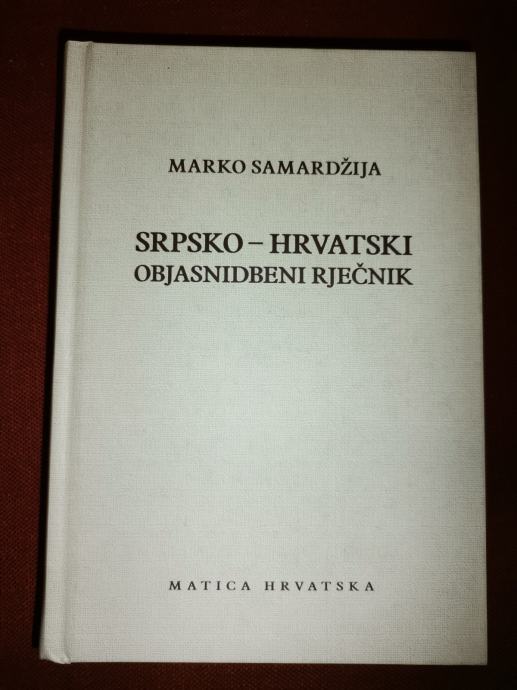 MARKO SAMARDŽIJA
SRPSKO – HRVATSKI
OBJASNIDBENI RJEČNIK
MATICA HRVATSKA